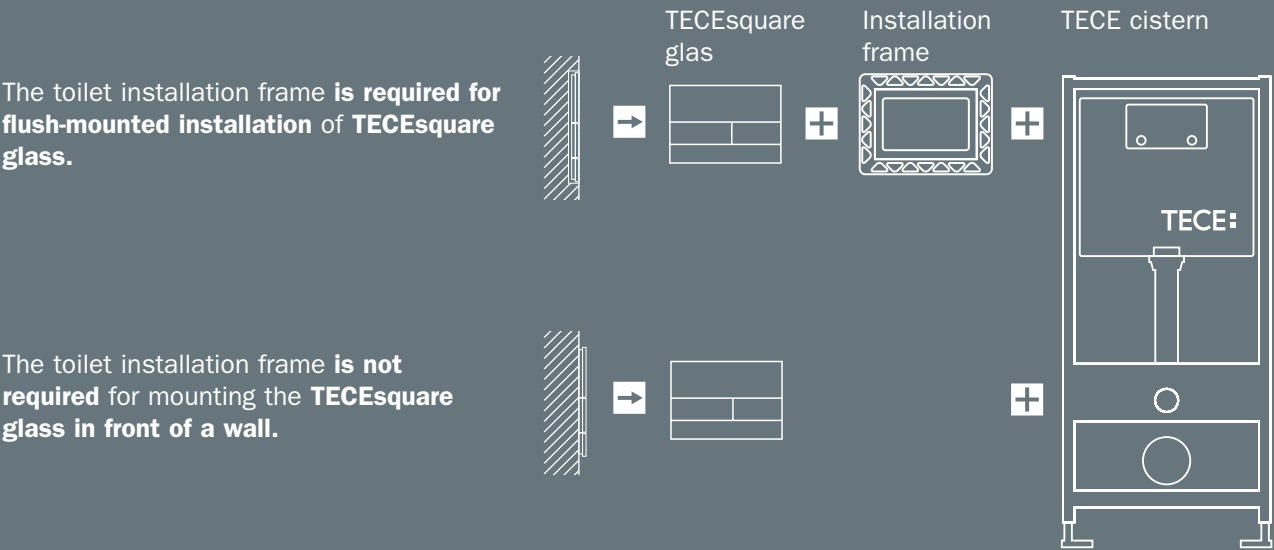 TECEsquare
glas
Installation
frame
TECE cistern
The toilet installation frame is required for
flush-mounted installation of TECEsquare
glass.
TECE:
The toilet installation frame is not
required for mounting the TECEsquare
glass in front of a wall.